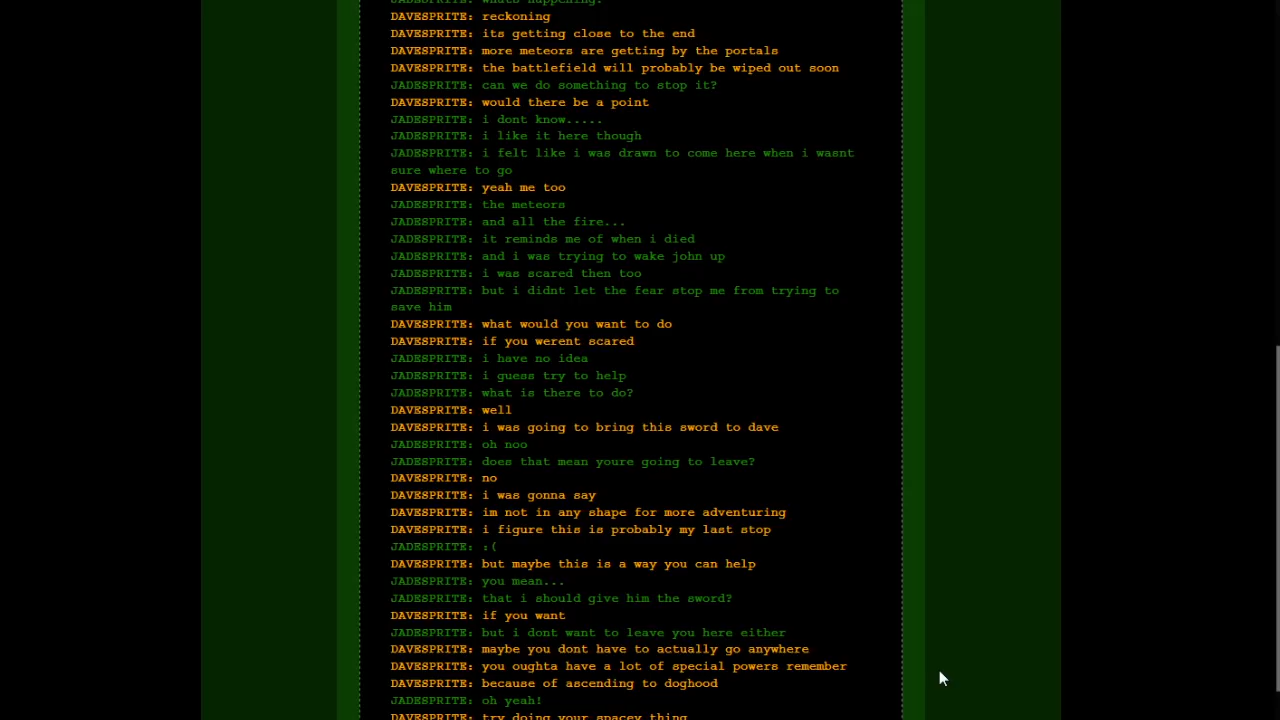 JADESPRITE: whats happening?
DAVESPRITE: reckoning
DAVESPRITE: its getting close to the end
DAVESPRITE: more meteors are getting by the portals
DAVESPRITE: the battlefield will probably be wiped out soon
JADESPRITE: can we do something to stop it?
DAVESPRITE: would there be a point
JADESPRITE: i dont know.....
JADESPRITE: i like it here though
JADESPRITE: i felt like i was drawn to come here when i wasnt
sure where to go
DAVESPRITE: yeah me too
JADESPRITE: the meteors
JADESPRITE: and all the fire...
JADESPRITE: it reminds me of when i died
JADESPRITE: and i was trying to wake john up
JADESPRITE: i was scared then too
JADESPRITE: but i didnt let the fear stop me from trying to
save him
DAVESPRITE: what would you want to do
DAVESPRITE: if you werent scared
JADESPRITE: i have no idea
JADESPRITE: i guess try to help
JADESPRITE: what is there to do?
DAVESPRITE: well
DAVESPRITE: i was going to bring this sword to dave
JADESPRITE: oh noo
JADESPRITE: does that mean youre going to leave?
DAVESPRITE: no
DAVESPRITE: i was gonna say
DAVESPRITE: im not in any shape for more adventuring
DAVESPRITE: i figure this is probably my last stop
JADESPRITE: :(
DAVESPRITE: but maybe this is a way you can help
JADESPRITE: you mean...
JADESPRITE: that i should give him the sword?
DAVESPRITE: if you want
JADESPRITE: but i dont want to leave you here either
DAVESPRITE: maybe you dont have to actually go anywhere
DAVESPRITE: you oughta have a lot of special powers remember
DAVESPRITE: because of ascending to doghood
JADESPRITE: oh yeah!
DAVESPRITE: try doing your spacey thing